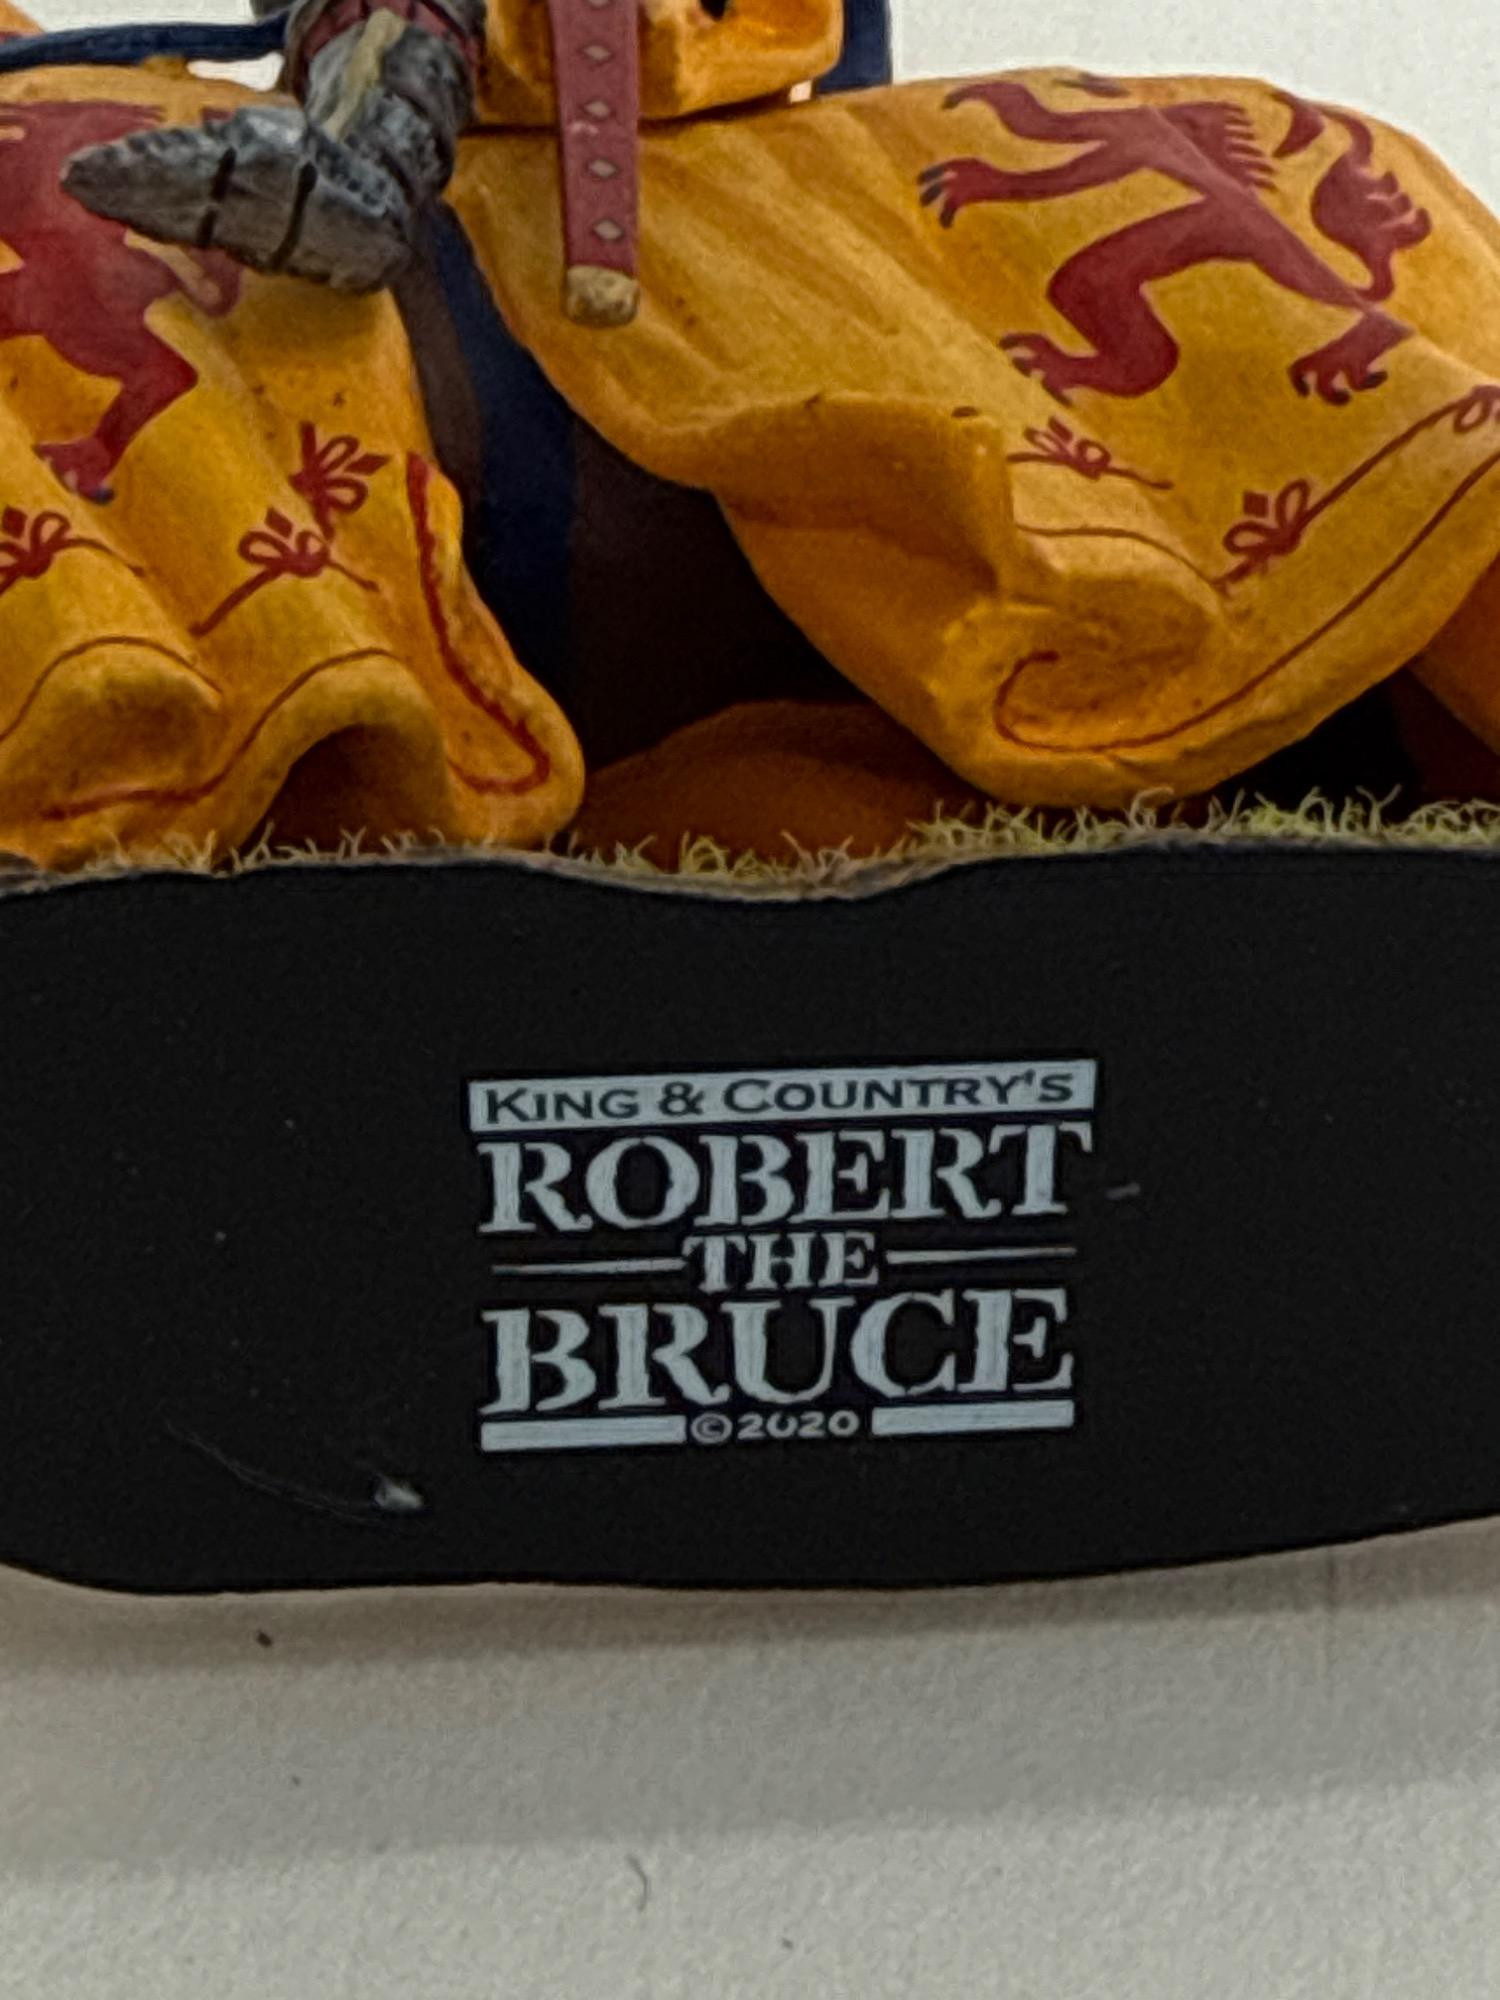 KING & COUNTRY'S
ROBERT
THE
BRUCE
©2020